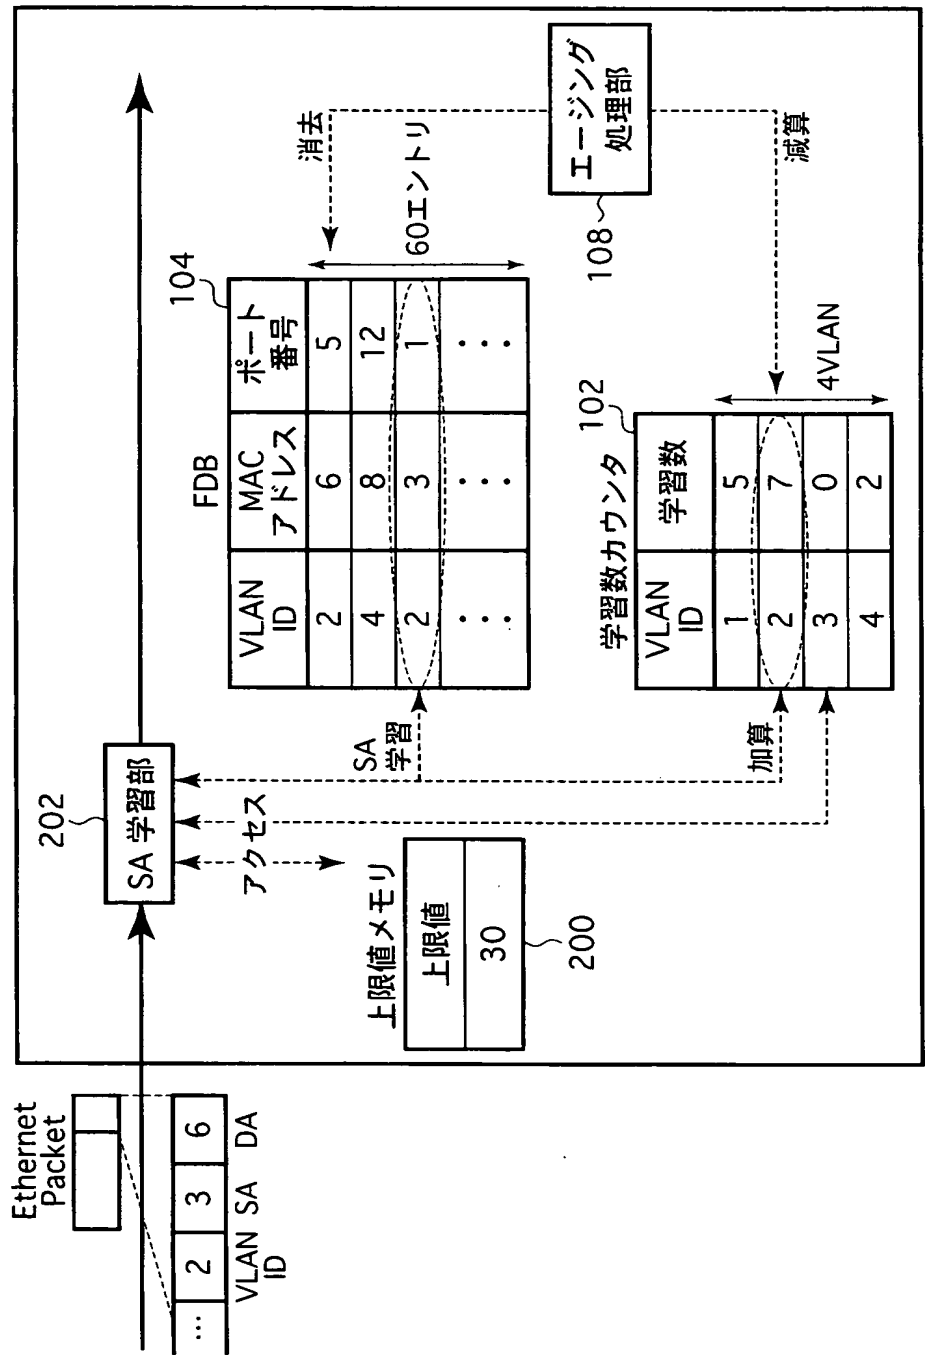 Ethernet
Packet
… 2 3 6
VLAN SA DA
ID
202
SA 学習部
アクセス
SA
学習
加算
上限値メモリ
上限値
30
200
FDB
104
VLAN
ID
MAC
アドレス
ポート
番号
2 6 5
4 8 12
2 3 1
··· ··· ···
60エントリ
消去
学習数カウンタ
102
VLAN
ID
学習数
1 5
2 7
3 0
4 2
4VLAN
減算
エージング
処理部
108